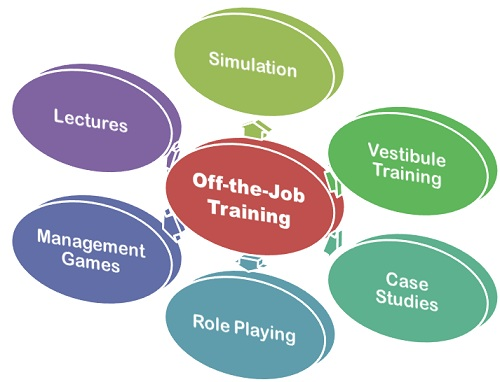 Simulation
Lectures
Vestibule
Training
Off-the-Job
Training
Management
Games
Case
Studies
Role Playing